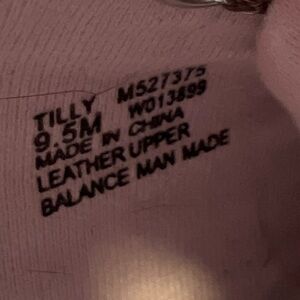 TILLY M527375
9.5M W013899
MADE IN CHINA
LEATHER UPPER
BALANCE MAN MADE